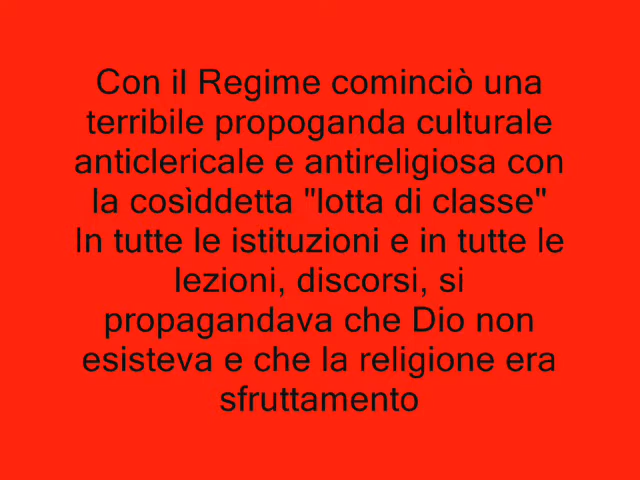 Con il Regime cominciò una
terribile propoganda culturale
anticlericale e antireligiosa con
la cosìddetta "lotta di classe"
In tutte le istituzioni e in tutte le
lezioni, discorsi, si
propagandava che Dio non
esisteva e che la religione era
sfruttamento